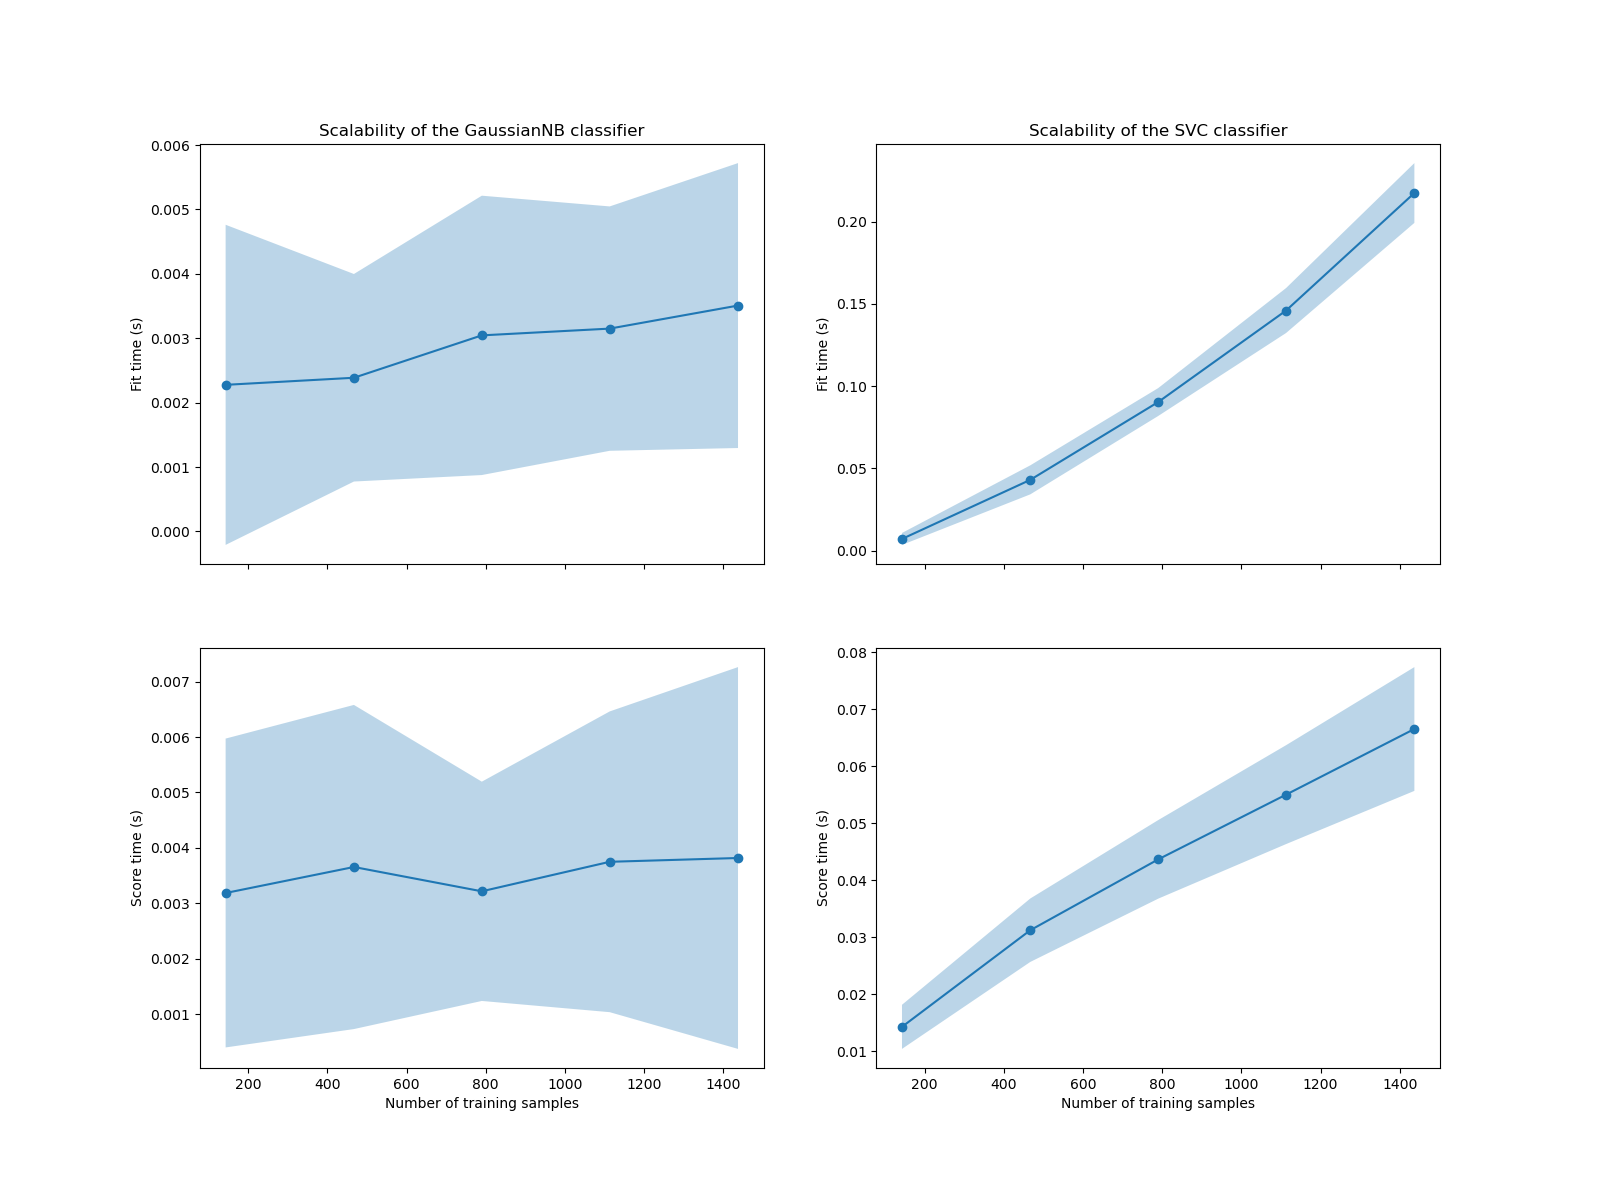 Scalability of the GaussianNB classifier
Fit time (s)
0.006
0.005
0.004
0.003
0.002
0.001
0.000
Scalability of the SVC classifier
Fit time (s)
0.20
0.15
0.10
0.05
0.00
Score time (s)
0.007
0.006
0.005
0.004
0.003
0.002
0.001
200 400 600 800 1000 1200 1400
Number of training samples
Score time (s)
0.08
0.07
0.06
0.05
0.04
0.03
0.02
0.01
200 400 600 800 1000 1200 1400
Number of training samples